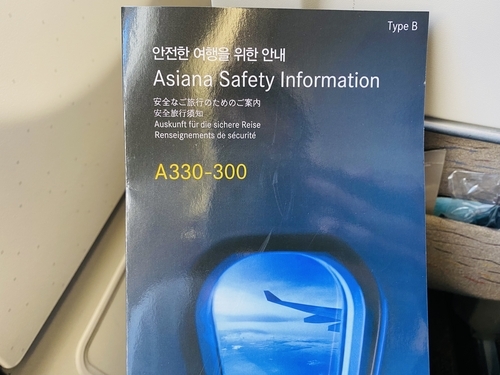 Type B
안전한 여행을 위한 안내
Asiana Safety Information
安全なご旅行のためのご案内
安全旅行须知
Auskunft für die sichere Reise
Renseignements de sécurité
A330-300